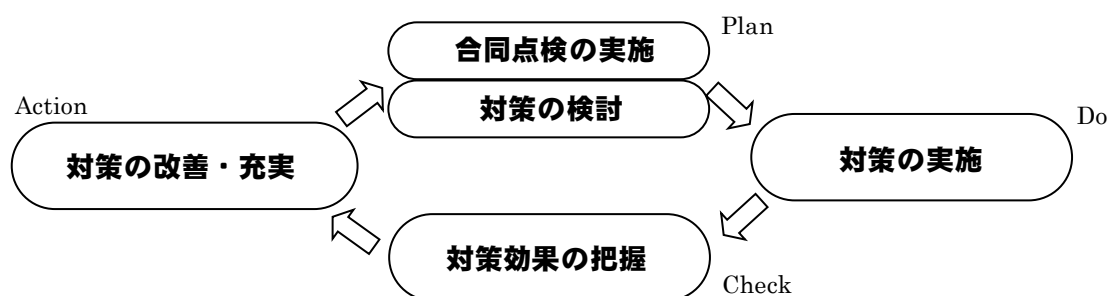 合同点検の実施
Plan
対策の検討
Action
Do
対策の改善・充実
対策の実施
対策効果の把握
Check